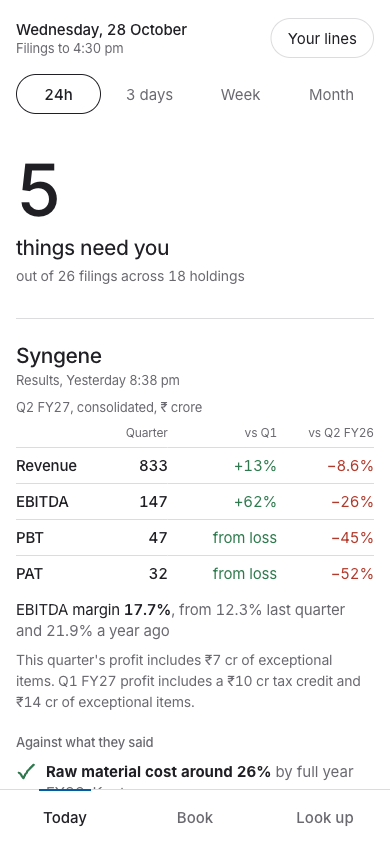 Wednesday, 28 October
Filings to 4:30 pm
Your lines
24h 3 days Week Month
5
things need you
out of 26 filings across 18 holdings
Syngene
Results, Yesterday 8:38 pm
Q2 FY27, consolidated, ₹ crore
Quarter vs Q1 vs Q2 FY26
Revenue 833 +13% −8.6%
EBITDA 147 +62% −26%
PBT 47 from loss −45%
PAT 32 from loss −52%
EBITDA margin 17.7%, from 12.3% last quarter
and 21.9% a year ago
This quarter's profit includes ₹7 cr of exceptional
items. Q1 FY27 profit includes a ₹10 cr tax credit and
₹14 cr of exceptional items.
Against what they said
Raw material cost around 26% by full year
Today Book Look up